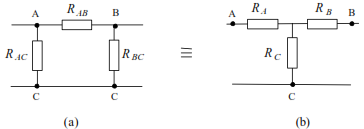 A R_AB B
R_AC R_BC
C C
(a)
≡
A R_A R_B B
R_C
C
(b)